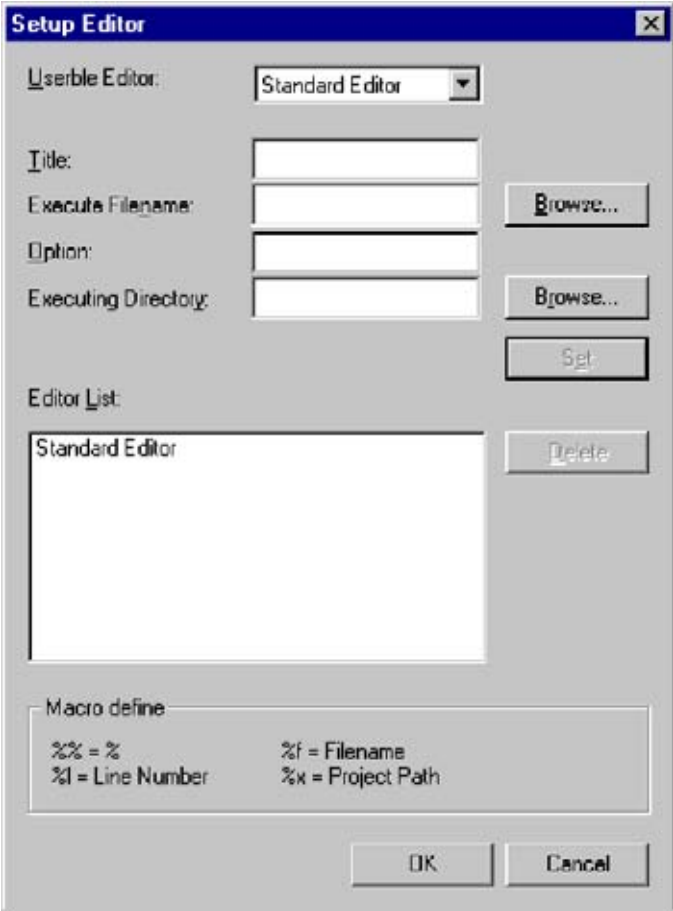 Setup Editor
Userble Editor:
Standard Editor
Title:
Execute Filename:
Browse...
Option:
Executing Directory:
Browse...
Set
Editor List:
Standard Editor
Delete
Macro define
%% = %
%f = Filename
%l = Line Number
%x = Project Path
OK
Cancel